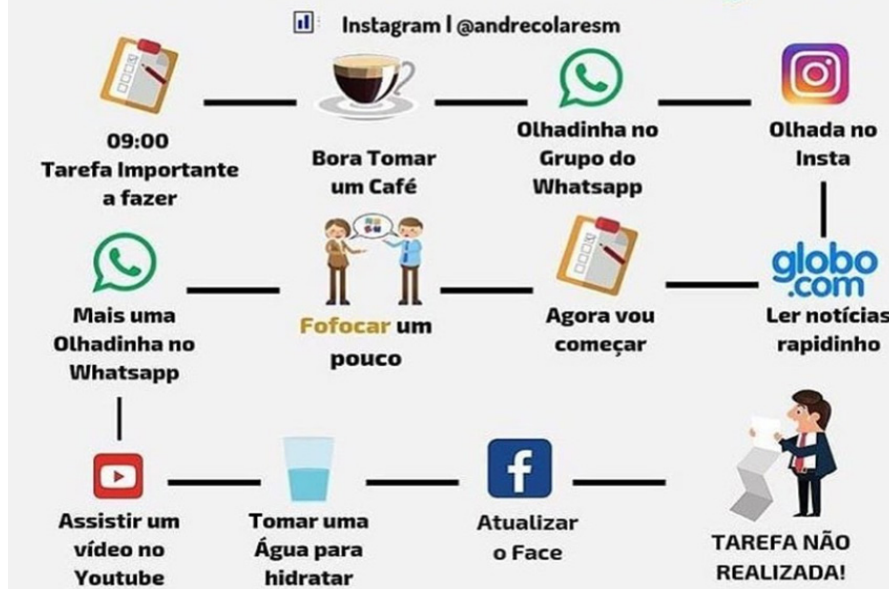 Instagram | @andrecolaresm
09:00
Tarefa Importante
a fazer
Bora Tomar
um Café
Olhadinha no
Grupo do
Whatsapp
Olhada no
Insta
globo
.com
Ler notícias
rapidinho
Agora vou
começar
Fofocar um
pouco
Mais uma
Olhadinha no
Whatsapp
Assistir um
vídeo no
Youtube
Tomar uma
Água para
hidratar
f
Atualizar
o Face
TAREFA NÃO
REALIZADA!